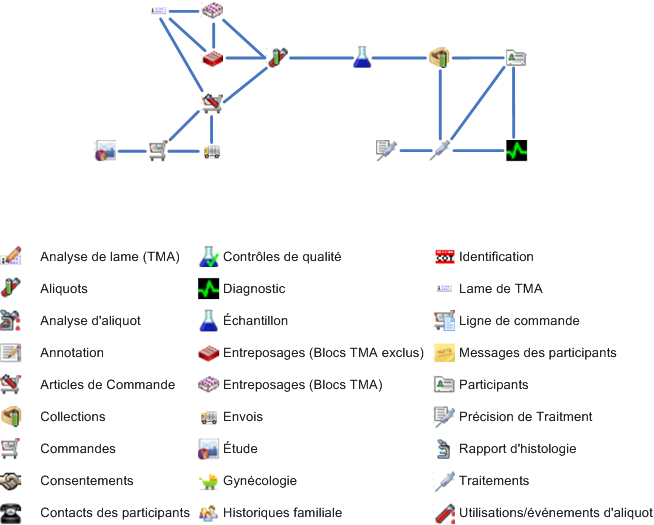 Analyse de lame (TMA) Contrôles de qualité Identification
Aliquots Diagnostic Lame de TMA
Analyse d'aliquot Échantillon Ligne de commande
Annotation Entreposages (Blocs TMA exclus) Messages des participants
Articles de Commande Entreposages (Blocs TMA) Participants
Collections Envois Précision de Traitment
Commandes Étude Rapport d'histologie
Consentements Gynécologie Traitements
Contacts des participants Historiques familiale Utilisations/événements d'aliquot